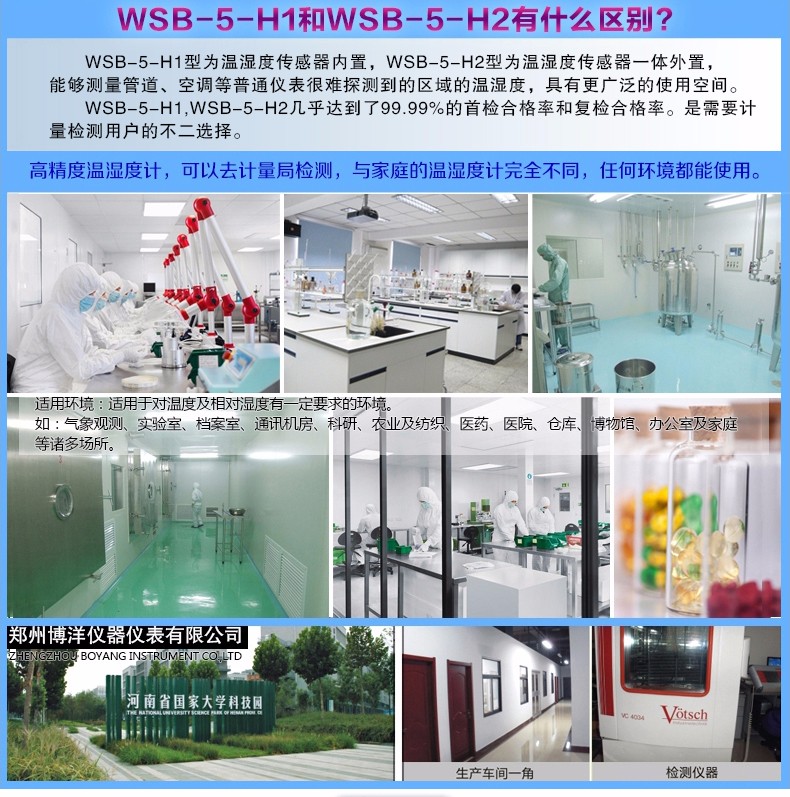 WSB-5-H1和WSB-5-H2有什么区别?
WSB-5-H1型为温湿度传感器内置，WSB-5-H2型为温湿度传感器一体外置，
能够测量管道、空调等普通仪表很难探测到的区域的温湿度，具有更广泛的使用空间。
WSB-5-H1,WSB-5-H2几乎达到了99.99%的首检合格率和复检合格率。是需要计
量检测用户的不二选择。
高精度温湿度计，可以去计量局检测，与家庭的温湿度计完全不同，任何环境都能使用。
适用环境：适用于对温度及相对湿度有一定要求的环境。
如：气象观测、实验室、档案室、通讯机房、科研、农业及纺织、医药、医院、仓库、博物馆、办公室及家庭
等诸多场所。
郑州博洋仪器仪表有限公司
ZHENGZHOU BOYANG INSTRUMENT CO.,LTD
河南省国家大学科技园
THE NATIONAL UNIVERSITY SCIENCE PARK OF HENAN PROVINCE
VC 4034
Vötsch
生产车间一角
检测仪器